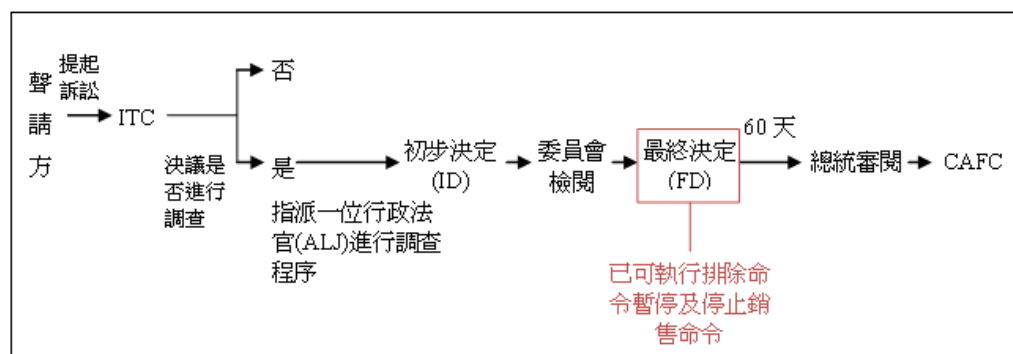 聲請方
提起
訴訟
ITC
決議是
否進行
調查
否
是
指派一位行政法
官(ALJ)進行調查
程序
初步決定
(ID)
委員會
檢閱
最終決定
(FD)
已可執行排除命
令暫停及停止銷
售命令
60 天
總統審閱
CAFC